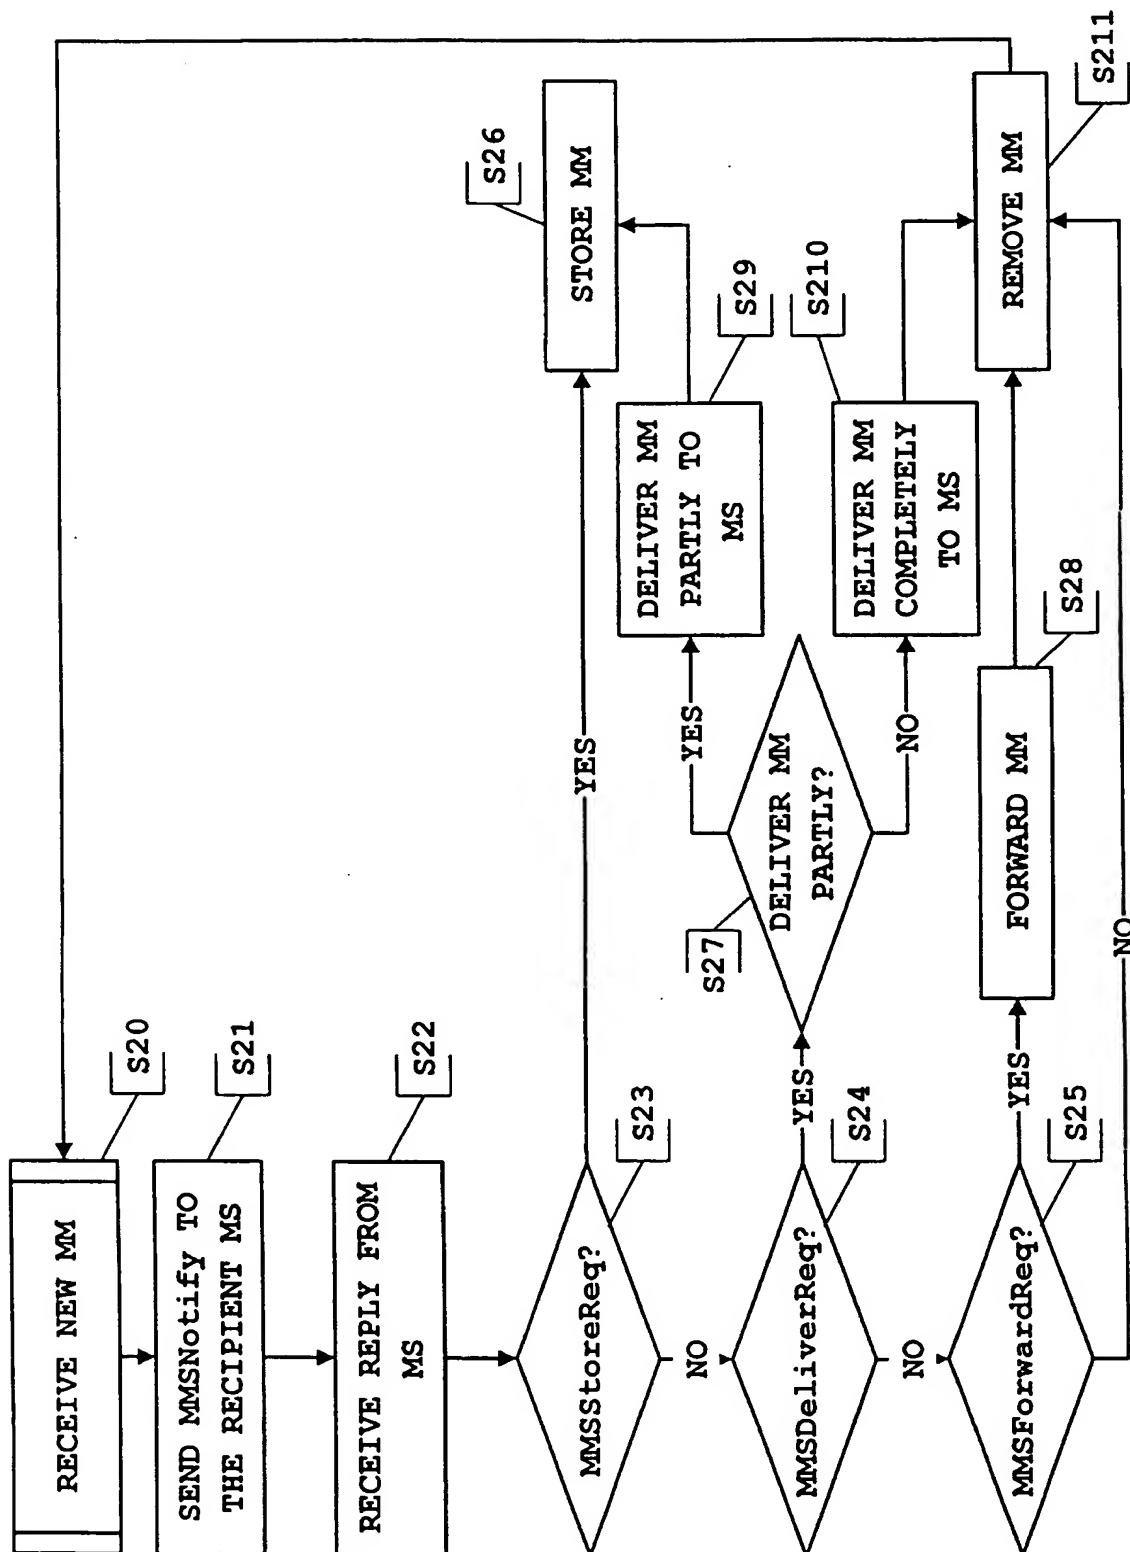 RECEIVE NEW MM
S20
SEND MMSNotify TO
THE RECIPIENT MS
S21
RECEIVE REPLY FROM
MS
S22
MMSStoreReq?
S23
YES
NO
STORE MM
S26
MMSDeliverReq?
S24
YES
NO
DELIVER MM
PARTLY?
S27
YES
NO
DELIVER MM
PARTLY TO
MS
S29
DELIVER MM
COMPLETELY
TO MS
S210
MMSForwardReq?
S25
YES
NO
FORWARD MM
S28
REMOVE MM
S211